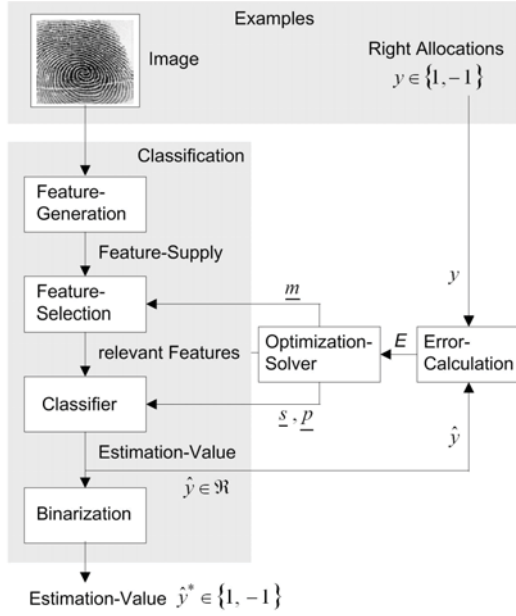 Examples
Image
Right Allocations
y ∈ {1, −1}
Classification
Feature-
Generation
Feature-Supply
Feature-
Selection
m
y
relevant Features
Optimization-
Solver
E
Error-
Calculation
Classifier
s , p
Estimation-Value
ŷ
ŷ ∈ ℜ
Binarization
Estimation-Value ŷ* ∈ {1, −1}